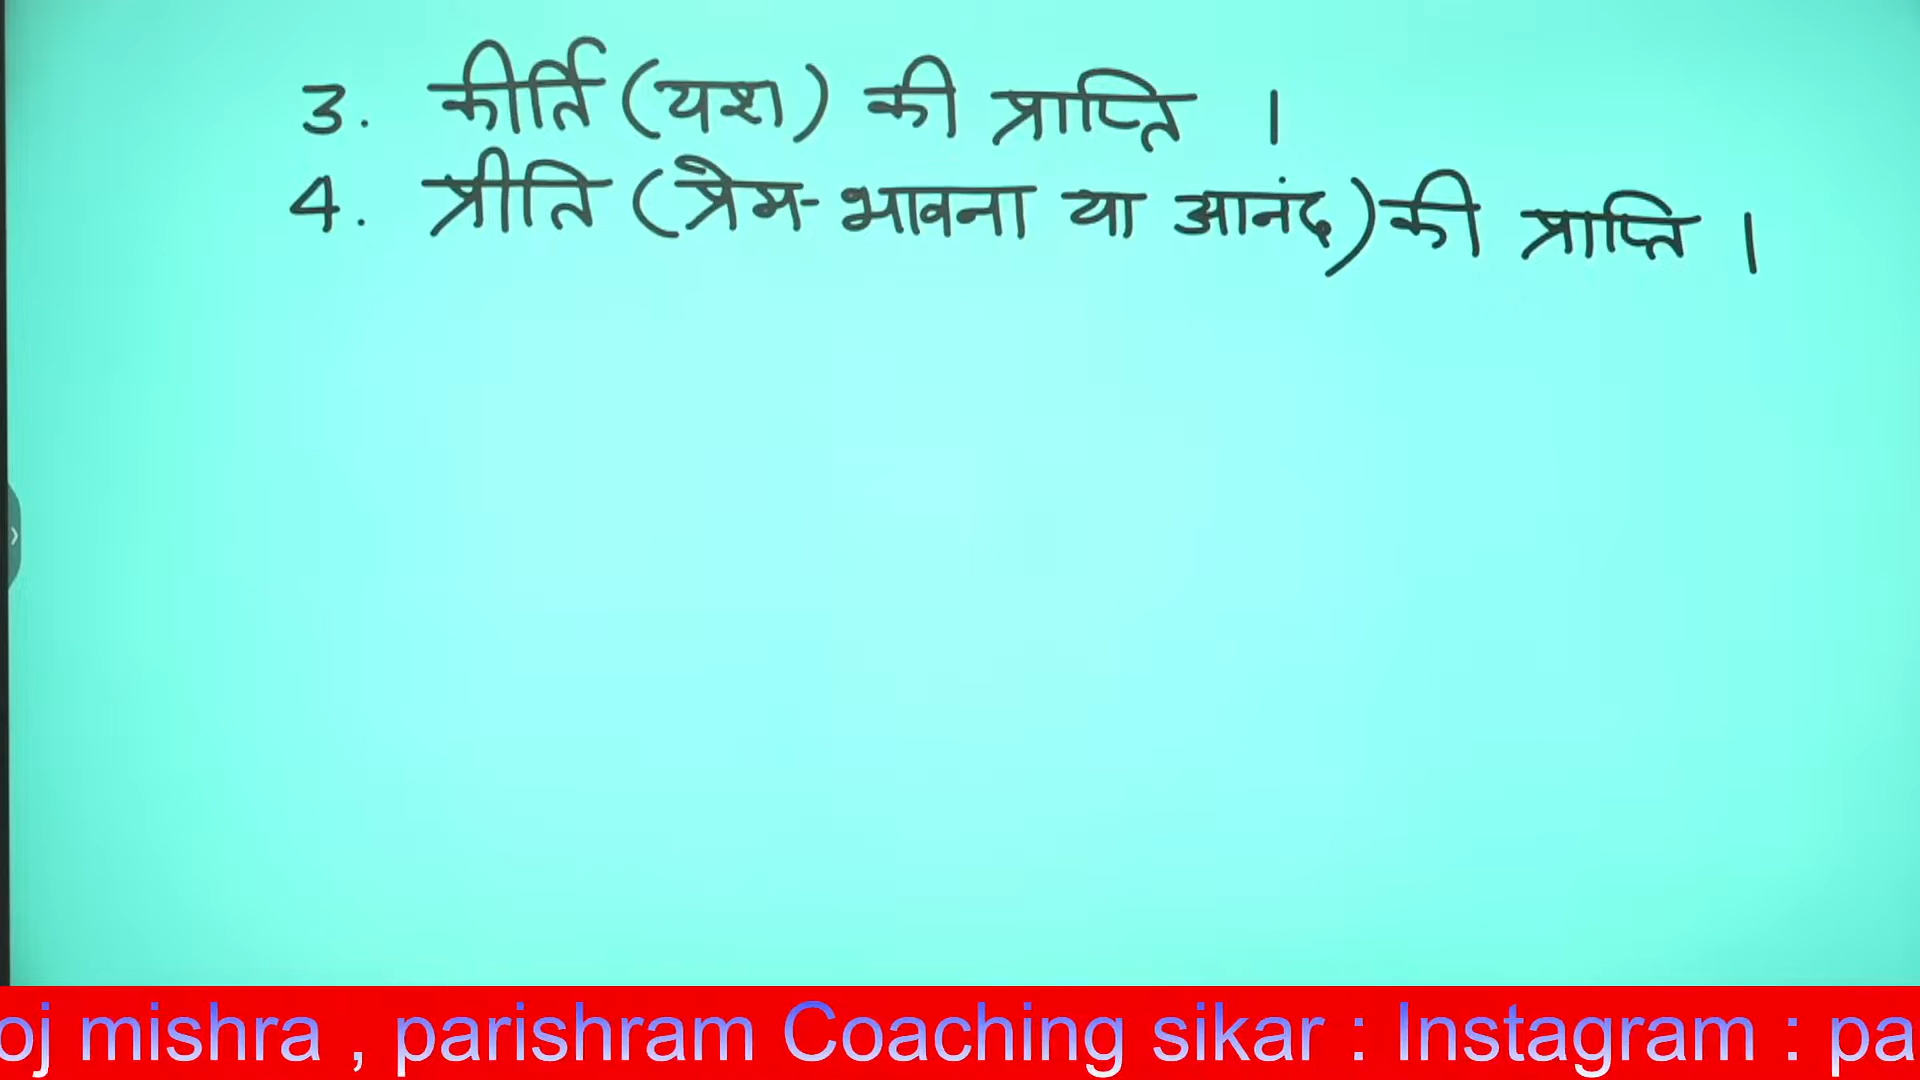 3. कीर्ति (यश) की प्राप्ति ।
4. प्रीति (प्रेम-भावना या आनंद) की प्राप्ति ।
oj mishra , parishram Coaching sikar : Instagram : pa